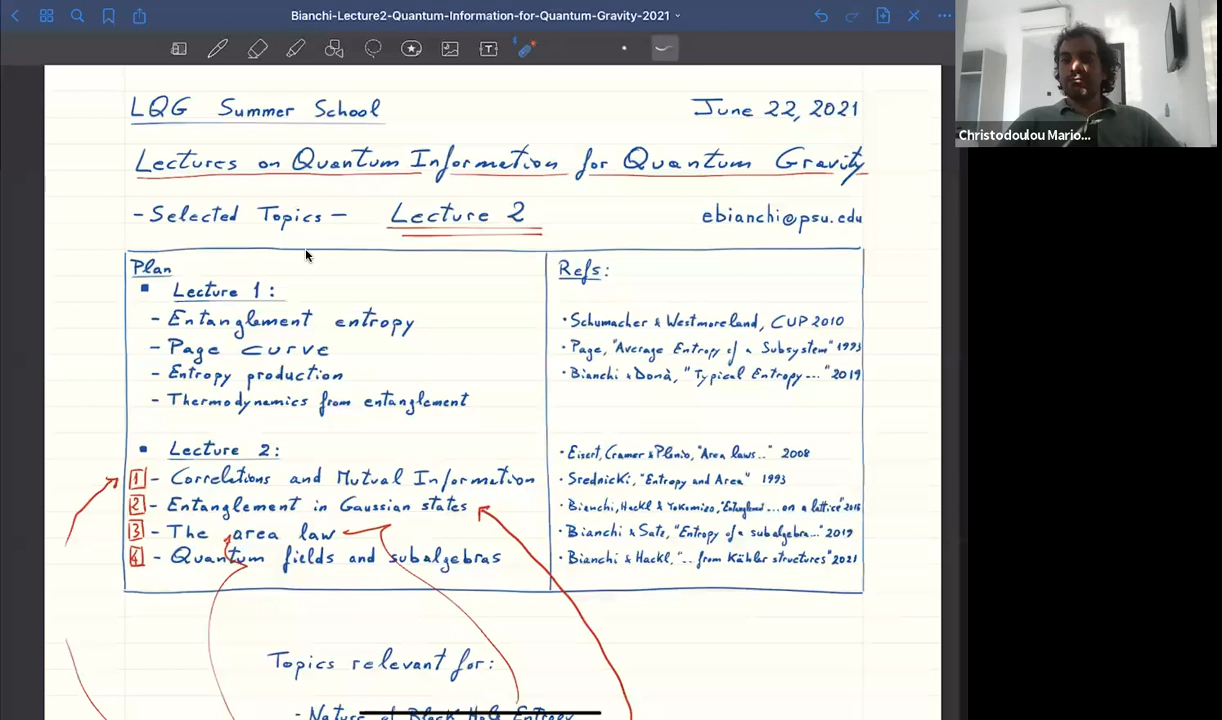 Bianchi-Lecture2-Quantum-Information-for-Quantum-Gravity-2021
LQG Summer School
June 22, 2021
Lectures on Quantum Information for Quantum Gravity
- Selected Topics -
Lecture 2
ebianchi@psu.edu
Plan
Lecture 1:
- Entanglement entropy
- Page curve
- Entropy production
- Thermodynamics from entanglement
Lecture 2:
1 - Correlations and Mutual Information
2 - Entanglement in Gaussian states
3 - The area law
4 - Quantum fields and subalgebras
Refs:
· Schumacher & Westmoreland, CUP 2010
· Page, "Average Entropy of a Subsystem" 1993
· Bianchi & Donà, "Typical Entropy..." 2019
· Eisert, Cramer & Plenio, "Area laws.." 2008
· Srednicki, "Entropy and Area" 1993
· Bianchi, Hackl & Yokomizo, "Entanglement ... on a lattice"
· Bianchi & Satz, "Entropy of a subalgebra..." 2019
· Bianchi & Hackl, "... from Kähler structures" 2021
Topics relevant for:
- Nature of Black Hole Entropy
Christodoulou Mario...